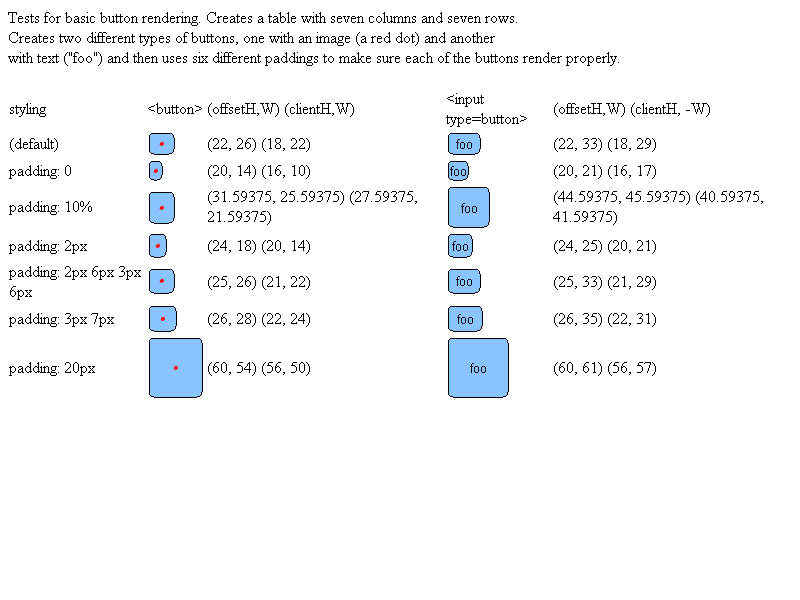 Tests for basic button rendering. Creates a table with seven columns and seven rows.
Creates two different types of buttons, one with an image (a red dot) and another
with text ("foo") and then uses six different paddings to make sure each of the buttons render properly.
styling <button> (offsetH,W) (clientH,W) <input type=button> (offsetH,W) (clientH, -W)
(default) (22, 26) (18, 22) foo (22, 33) (18, 29)
padding: 0 (20, 14) (16, 10) foo (20, 21) (16, 17)
padding: 10% (31.59375, 25.59375) (27.59375, 21.59375) foo (44.59375, 45.59375) (40.59375, 41.59375)
padding: 2px (24, 18) (20, 14) foo (24, 25) (20, 21)
padding: 2px 6px 3px 6px (25, 26) (21, 22) foo (25, 33) (21, 29)
padding: 3px 7px (26, 28) (22, 24) foo (26, 35) (22, 31)
padding: 20px (60, 54) (56, 50) foo (60, 61) (56, 57)